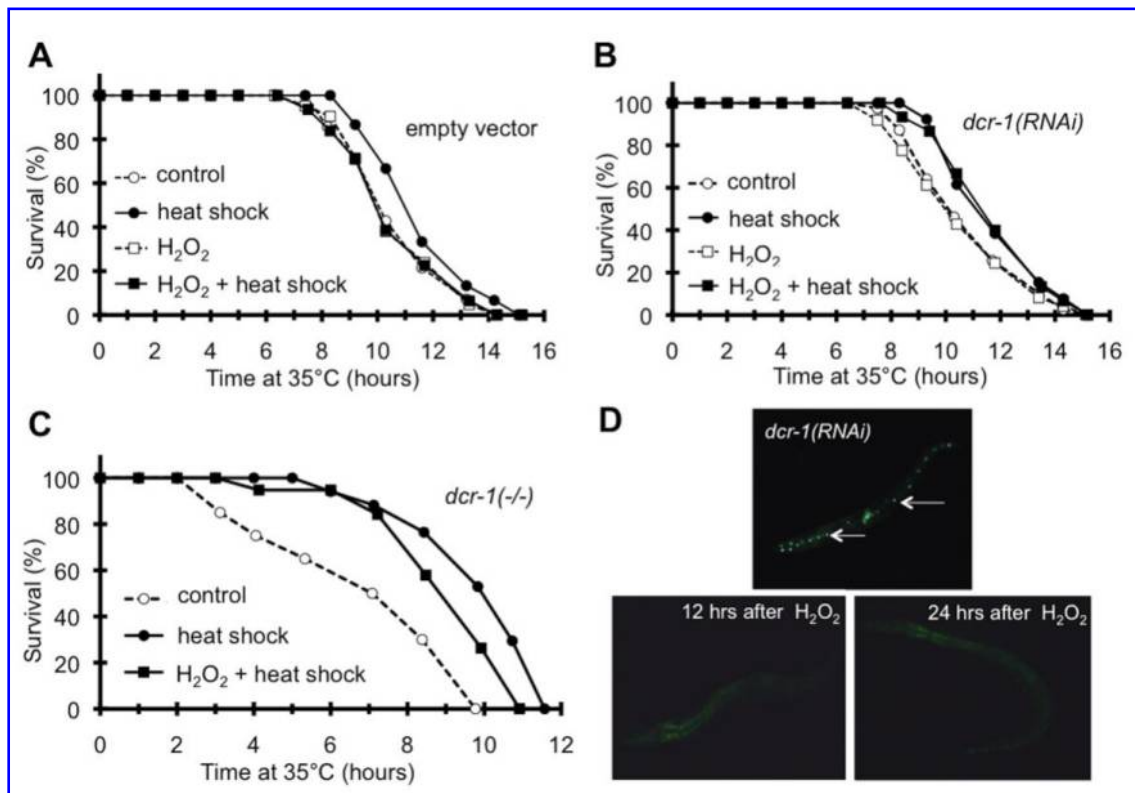 A
100
80
60
40
20
0
Survival (%)
empty vector
control
heat shock
H₂O₂
H₂O₂ + heat shock
0 2 4 6 8 10 12 14 16
Time at 35°C (hours)
B
100
80
60
40
20
0
Survival (%)
dcr-1(RNAi)
control
heat shock
H₂O₂
H₂O₂ + heat shock
0 2 4 6 8 10 12 14 16
Time at 35°C (hours)
C
100
80
60
40
20
0
Survival (%)
dcr-1(-/-)
control
heat shock
H₂O₂ + heat shock
0 2 4 6 8 10 12
Time at 35°C (hours)
D
dcr-1(RNAi)
12 hrs after H₂O₂
24 hrs after H₂O₂